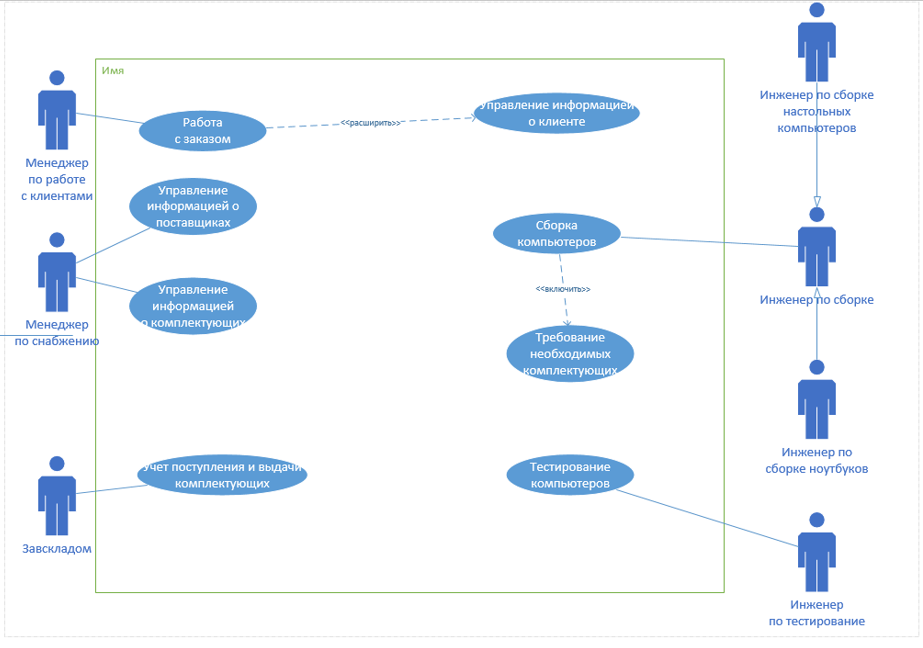 Имя
Менеджер
по работе
с клиентами
Работа
с заказом
<<расширить>>
Управление информацией
о клиенте
Инженер по сборке
настольных
компьютеров
Управление
информацией о
поставщиках
Менеджер
по снабжению
Управление
информацией
о комплектующих
Сборка
компьютеров
<<включить>>
Требование
необходимых
комплектующих
Инженер по сборке
Инженер по
сборке ноутбуков
Завскладом
Учет поступления и выдачи
комплектующих
Тестирование
компьютеров
Инженер
по тестирование